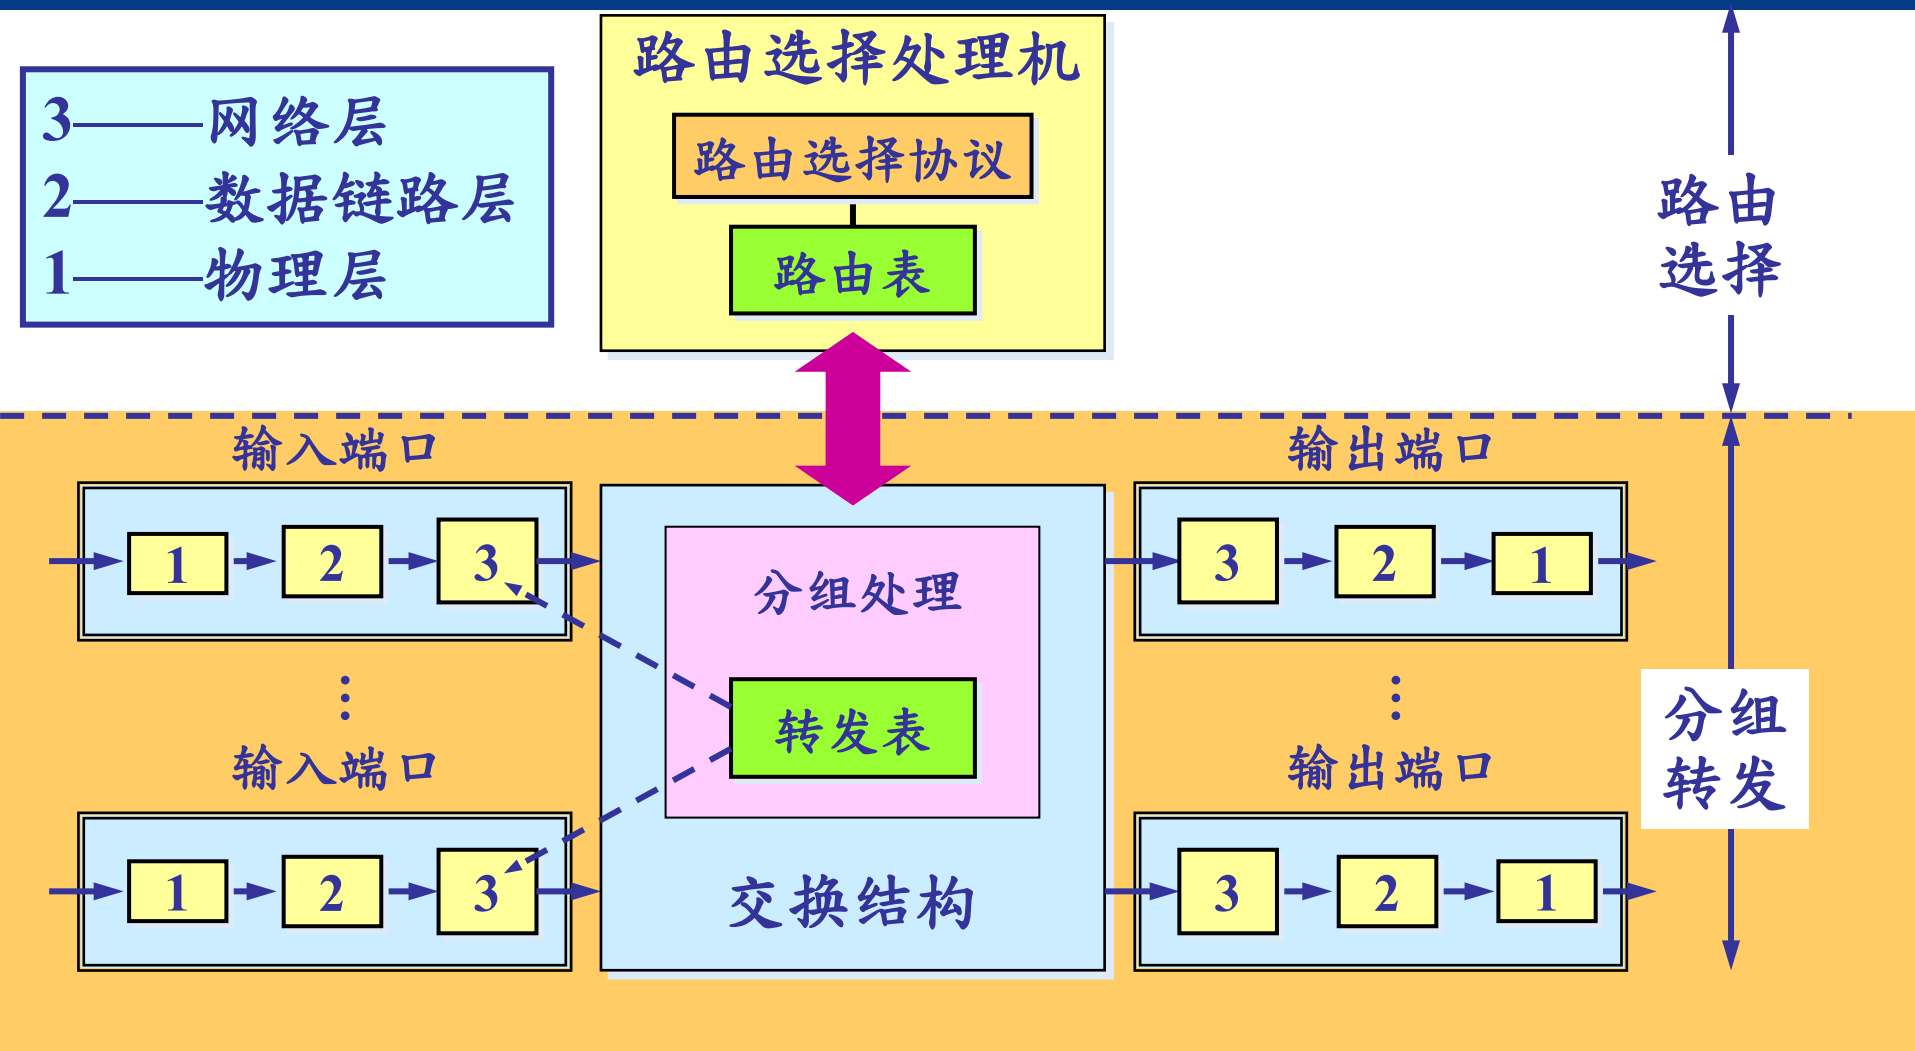 路由选择处理机
3——网络层
2——数据链路层
1——物理层
路由选择协议
路由表
路由
选择
输入端口
输出端口
1
2
3
3
2
1
分组处理
转发表
⋮
⋮
分组
转发
输入端口
输出端口
1
2
3
3
2
1
交换结构